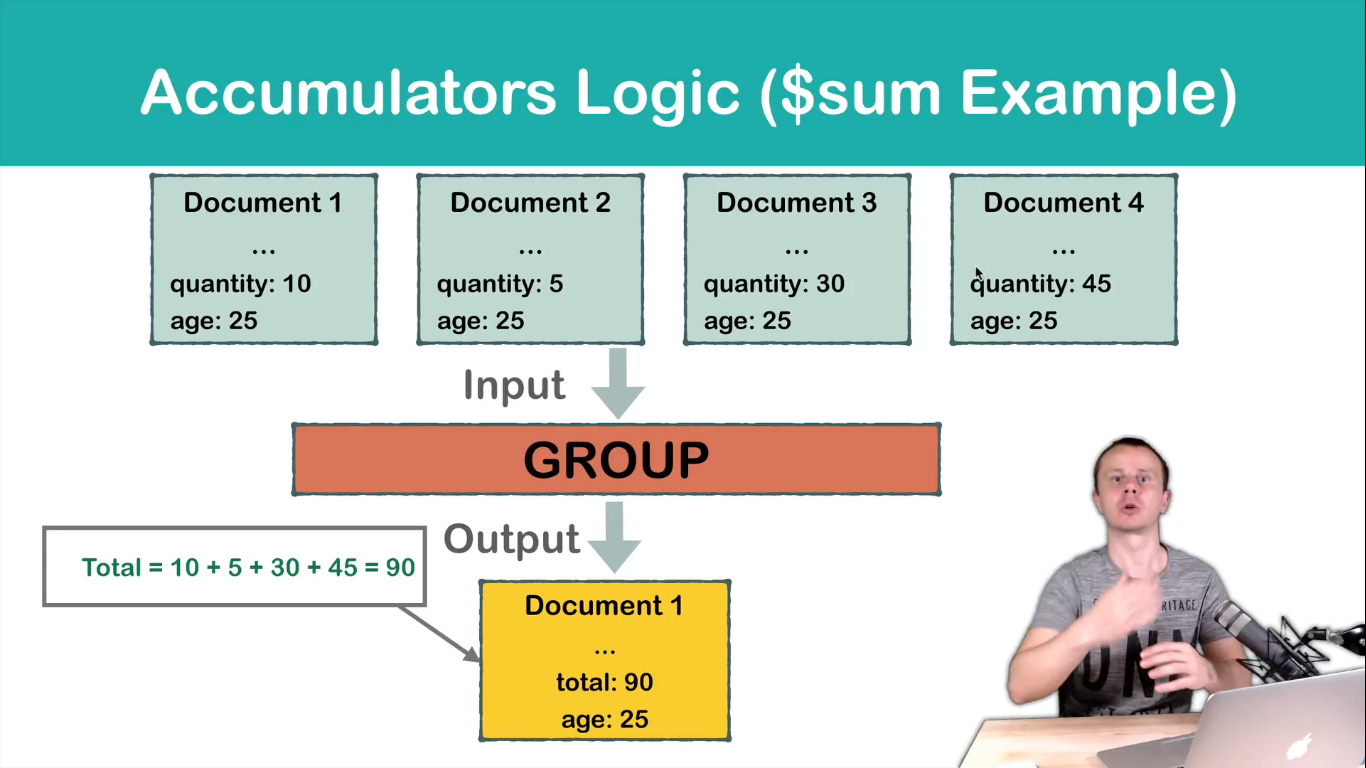 Accumulators Logic ($sum Example)
Document 1
...
quantity: 10
age: 25
Document 2
...
quantity: 5
age: 25
Document 3
...
quantity: 30
age: 25
Document 4
...
quantity: 45
age: 25
Input
GROUP
Output
Total = 10 + 5 + 30 + 45 = 90
Document 1
...
total: 90
age: 25